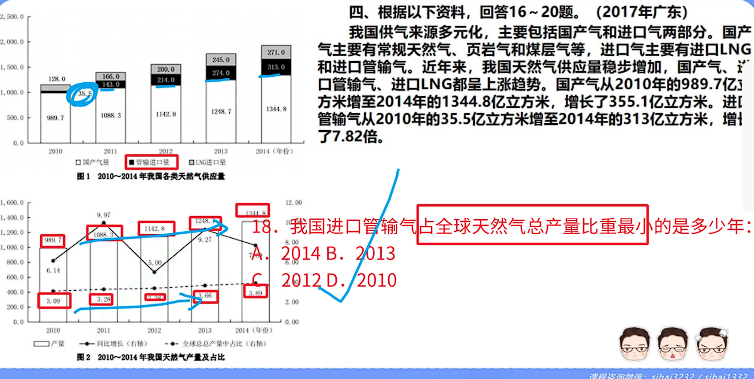 四、根据以下资料，回答16～20题。（2017年广东）
我国供气来源多元化，主要包括国产气和进口气两部分。国产
气主要有常规天然气、页岩气和煤层气等，进口气主要有进口LNG
和进口管输气。近年来，我国天然气供应量稳步增加，国产气、进
口管输气、进口LNG都呈上涨趋势。国产气从2010年的989.7亿立
方米增至2014年的1344.8亿立方米，增长了355.1亿立方米。进口
管输气从2010年的35.5亿立方米增至2014年的313亿立方米，增长
了7.82倍。
2,500.0
2,000.0
1,500.0
1,000.0
500.0
0.0
128.0
35.5
989.7
166.0
143.0
1088.3
200.0
214.0
1142.8
245.0
274.0
1248.7
271.0
313.0
1344.8
2010 2011 2012 2013 2014（年份）
国产气量 管输进口量 LNG进口量
图 1 2010～2014 年我国各类天然气供应量
1,600.0
1,400.0
1,200.0
1,000.0
800.0
600.0
400.0
200.0
0.0
12.00
10.00
8.00
6.00
4.00
2.00
0.00
989.7
1088.3
1142.8
1248.7
1344.8
6.14
9.97
5.00
9.27
3.09
3.28
3.66
3.89
2010 2011 2012 2013 2014（年份）
产量 同比增长（右轴） 全球总产量中占比（右轴）
图 2 2010～2014 年我国天然气产量及占比
18．我国进口管输气占全球天然气总产量比重最小的是多少年：
A．2014 B．2013
C．2012 D．2010
课程咨询微信：sihai3232 / sihai1332